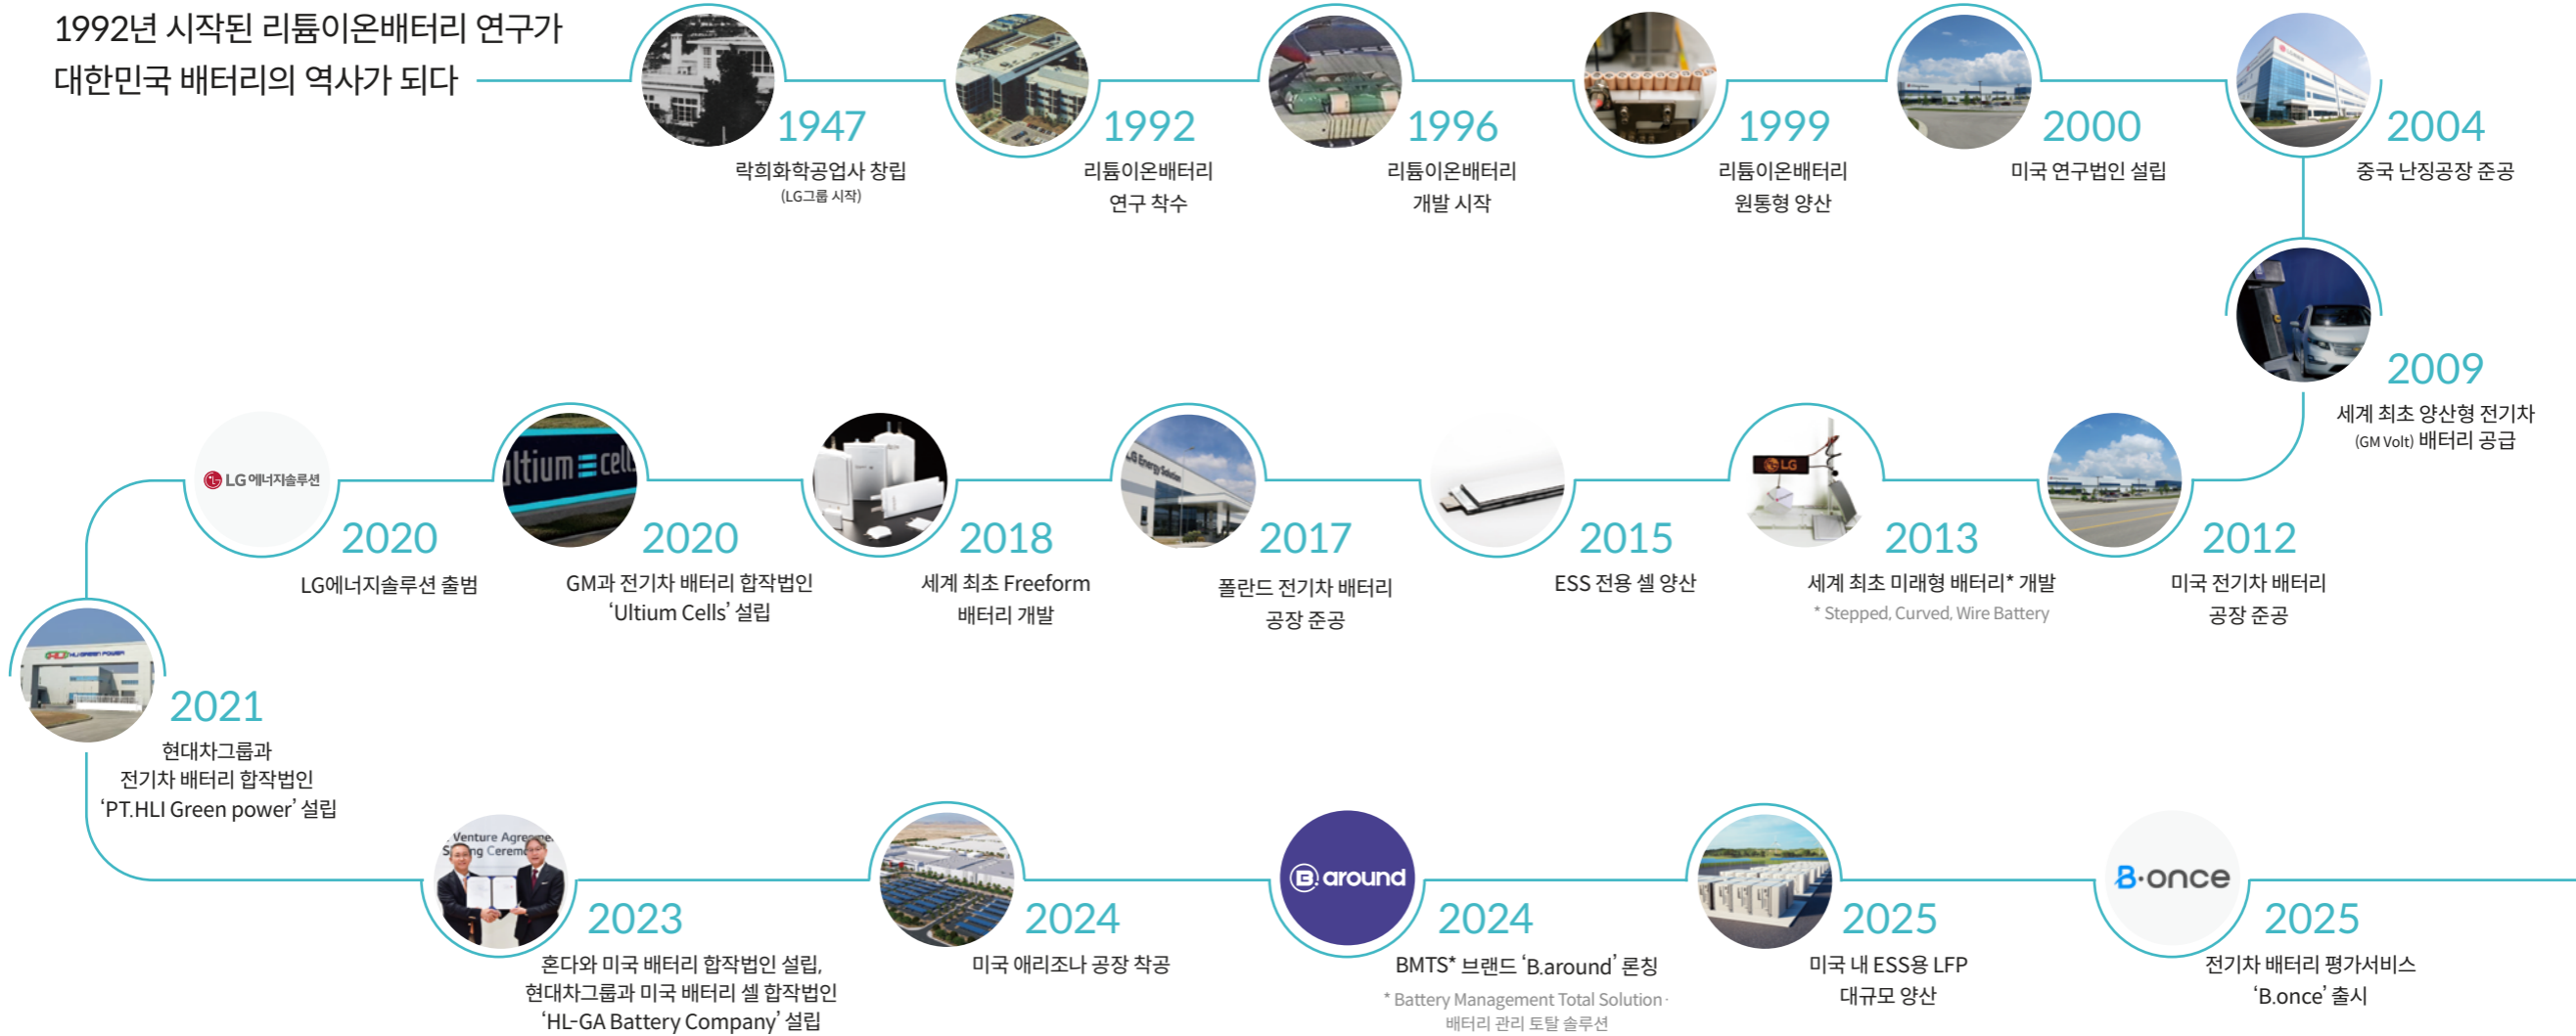 1992년 시작된 리튬이온배터리 연구가
대한민국 배터리의 역사가 되다
1947
락희화학공업사 창립
(LG그룹 시작)
1992
리튬이온배터리
연구 착수
1996
리튬이온배터리
개발 시작
1999
리튬이온배터리
원통형 양산
2000
미국 연구법인 설립
2004
중국 난징공장 준공
2009
세계 최초 양산형 전기차
(GM Volt) 배터리 공급
2012
미국 전기차 배터리
공장 준공
LG
2013
세계 최초 미래형 배터리* 개발
* Stepped, Curved, Wire Battery
2015
ESS 전용 셀 양산
LG Energy Solution
2017
폴란드 전기차 배터리
공장 준공
2018
세계 최초 Freeform
배터리 개발
ultium cell
2020
GM과 전기차 배터리 합작법인
‘Ultium Cells’ 설립
LG 에너지솔루션
2020
LG에너지솔루션 출범
HLI GREEN POWER
2021
현대차그룹과
전기차 배터리 합작법인
‘PT.HLI Green power’ 설립
Venture Agreeme
S ng Cerem
2023
혼다와 미국 배터리 합작법인 설립,
현대차그룹과 미국 배터리 셀 합작법인
‘HL-GA Battery Company’ 설립
2024
미국 애리조나 공장 착공
B around
2024
BMTS* 브랜드 ‘B.around’ 론칭
* Battery Management Total Solution -
배터리 관리 토탈 솔루션
2025
미국 내 ESS용 LFP
대규모 양산
B·once
2025
전기차 배터리 평가서비스
‘B.once’ 출시